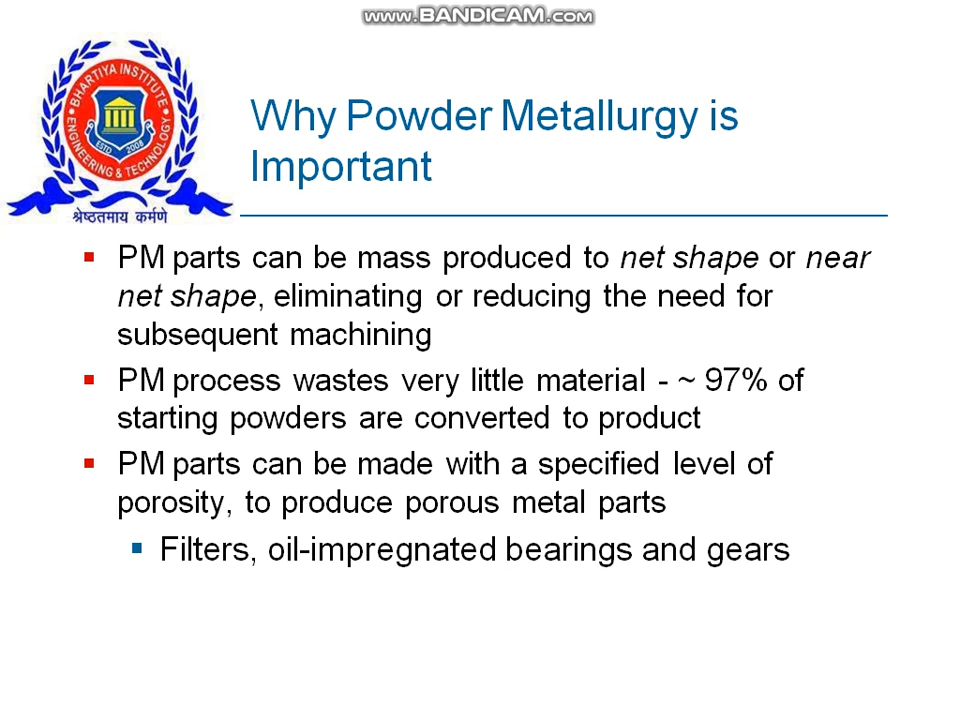 www.BANDICAM.com
BHARTIYA INSTITUTE
ENGINEERING & TECHNOLOGY
ESTD 2008
श्रेष्ठतमाय कर्मणे
Why Powder Metallurgy is
Important
▪ PM parts can be mass produced to net shape or near
net shape, eliminating or reducing the need for
subsequent machining
▪ PM process wastes very little material - ~ 97% of
starting powders are converted to product
▪ PM parts can be made with a specified level of
porosity, to produce porous metal parts
▪ Filters, oil-impregnated bearings and gears